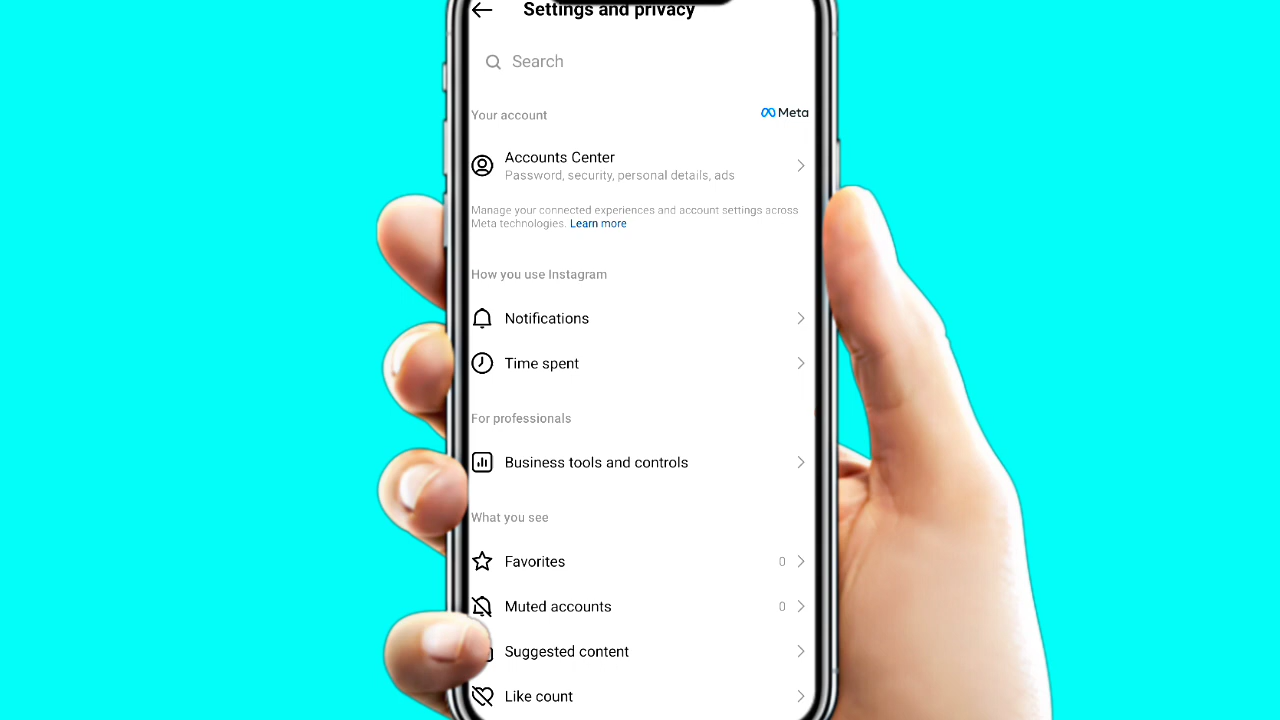 Settings and privacy
Search
Your account
Meta
Accounts Center
Password, security, personal details, ads
Manage your connected experiences and account settings across
Meta technologies. Learn more
How you use Instagram
Notifications
Time spent
For professionals
Business tools and controls
What you see
Favorites 0
Muted accounts 0
Suggested content
Like count